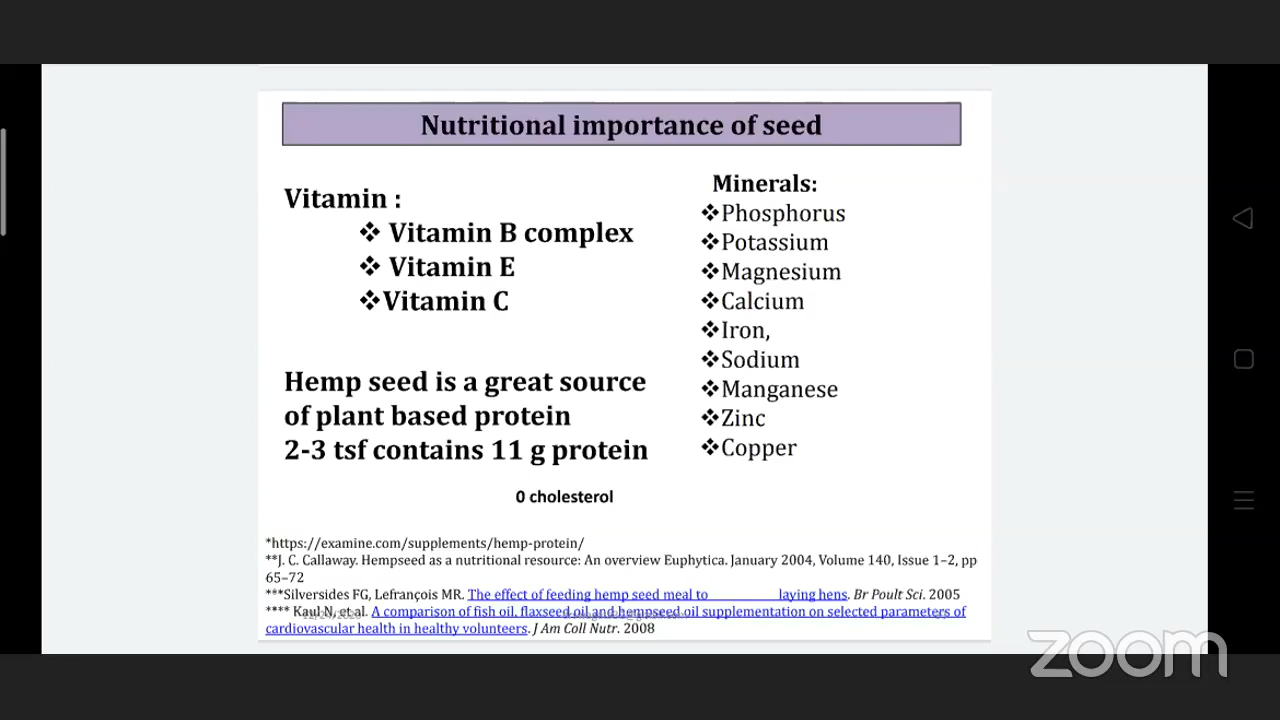 Nutritional importance of seed
Vitamin :
❖ Vitamin B complex
❖ Vitamin E
❖Vitamin C
Hemp seed is a great source
of plant based protein
2-3 tsf contains 11 g protein
0 cholesterol
Minerals:
❖Phosphorus
❖Potassium
❖Magnesium
❖Calcium
❖Iron,
❖Sodium
❖Manganese
❖Zinc
❖Copper
*https://examine.com/supplements/hemp-protein/
**J. C. Callaway. Hempseed as a nutritional resource: An overview Euphytica. January 2004, Volume 140, Issue 1–2, pp
65–72
***Silversides FG, Lefrançois MR. The effect of feeding hemp seed meal to laying hens. Br Poult Sci. 2005
**** Kaul N, et al. A comparison of fish oil, flaxseed oil and hempseed oil supplementation on selected parameters of
cardiovascular health in healthy volunteers. J Am Coll Nutr. 2008
zoom